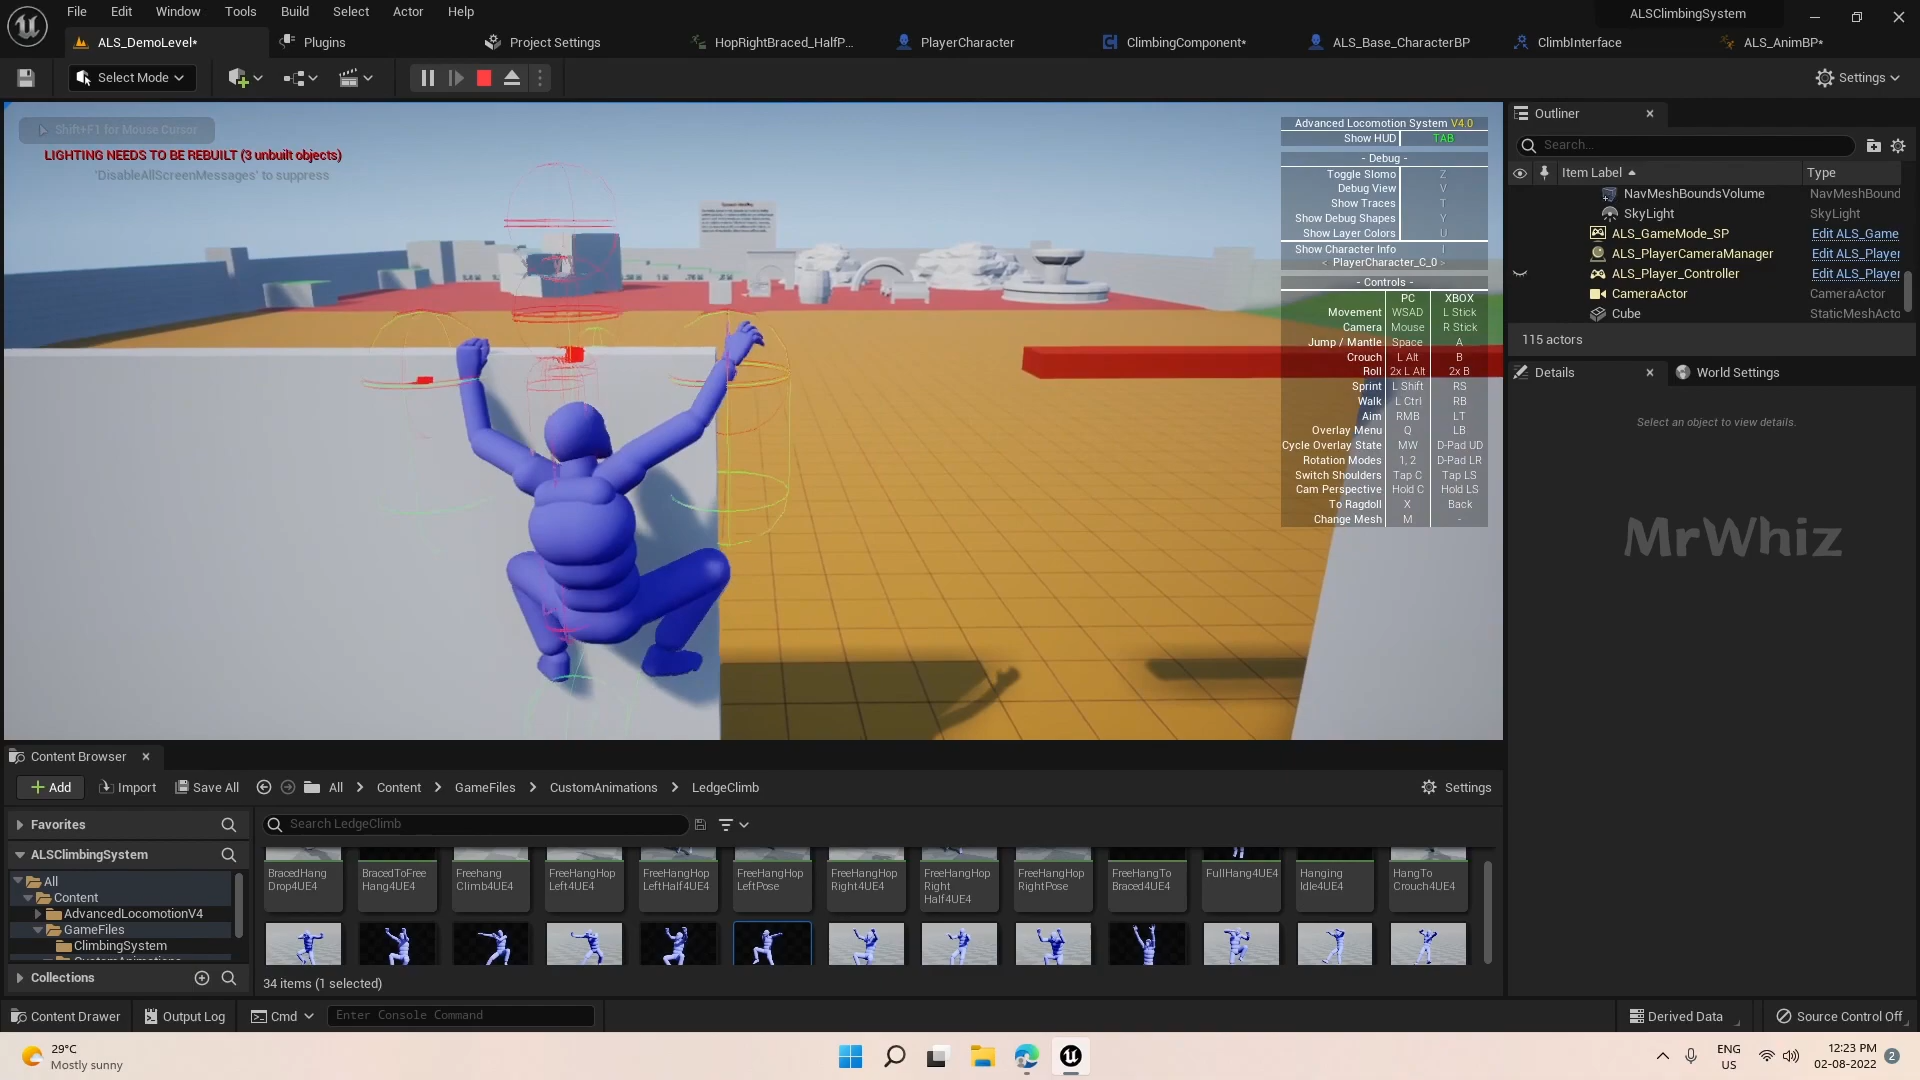 File Edit Window Tools Build Select Actor Help
ALSClimbingSystem
ALS_DemoLevel*
Plugins
Project Settings
HopRightBraced_HalfP...
PlayerCharacter
ClimbingComponent*
ALS_Base_CharacterBP
ClimbInterface
ALS_AnimBP*
Select Mode
Settings
Shift+F1 for Mouse Cursor
LIGHTING NEEDS TO BE REBUILT (3 unbuilt objects)
'DisableAllScreenMessages' to suppress
Advanced Locomotion System V4.0
Show HUD TAB
- Debug -
Toggle Slomo Z
Debug View V
Show Traces T
Show Debug Shapes Y
Show Layer Colors U
Show Character Info I
< PlayerCharacter_C_0 >
- Controls -
PC XBOX
Movement WSAD L Stick
Camera Mouse R Stick
Jump / Mantle Space A
Crouch L Alt B
Roll 2x L Alt 2x B
Sprint L Shift RS
Walk L Ctrl RB
Aim RMB LT
Overlay Menu Q LB
Cycle Overlay State MW D-Pad UD
Rotation Modes 1, 2 D-Pad LR
Switch Shoulders Tap C Tap LS
Cam Perspective Hold C Hold LS
To Ragdoll X Back
Change Mesh M -
Outliner
Search...
Item Label Type
NavMeshBoundsVolume NavMeshBound
SkyLight SkyLight
ALS_GameMode_SP Edit ALS_Game
ALS_PlayerCameraManager Edit ALS_Player
ALS_Player_Controller Edit ALS_Player
CameraActor CameraActor
Cube StaticMeshActo
115 actors
Details
World Settings
Select an object to view details.
MrWhiz
Content Browser
Add Import Save All All Content GameFiles CustomAnimations LedgeClimb Settings
Favorites
Search LedgeClimb
ALSClimbingSystem
All
Content
AdvancedLocomotionV4
GameFiles
ClimbingSystem
CustomAnimations
Collections
BracedHang
Drop4UE4
BracedToFree
Hang4UE4
Freehang
Climb4UE4
FreeHangHop
Left4UE4
FreeHangHop
LeftHalf4UE4
FreeHangHop
LeftPose
FreeHangHop
Right4UE4
FreeHangHop
Right
Half4UE4
FreeHangHop
RightPose
FreeHangTo
Braced4UE4
FullHang4UE4
Hanging
Idle4UE4
HangTo
Crouch4UE4
34 items (1 selected)
Content Drawer
Output Log
Cmd
Enter Console Command
Derived Data
Source Control Off
29°C
Mostly sunny
ENG
US
12:23 PM
02-08-2022
2